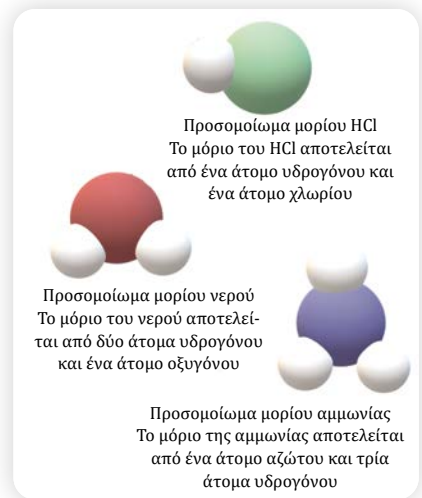 Προσομοίωμα μορίου HCl
Το μόριο του HCl αποτελείται
από ένα άτομο υδρογόνου και
ένα άτομο χλωρίου
Προσομοίωμα μορίου νερού
Το μόριο του νερού αποτελεί-
ται από δύο άτομα υδρογόνου
και ένα άτομο οξυγόνου
Προσομοίωμα μορίου αμμωνίας
Το μόριο της αμμωνίας αποτελείται
από ένα άτομο αζώτου και τρία
άτομα υδρογόνου